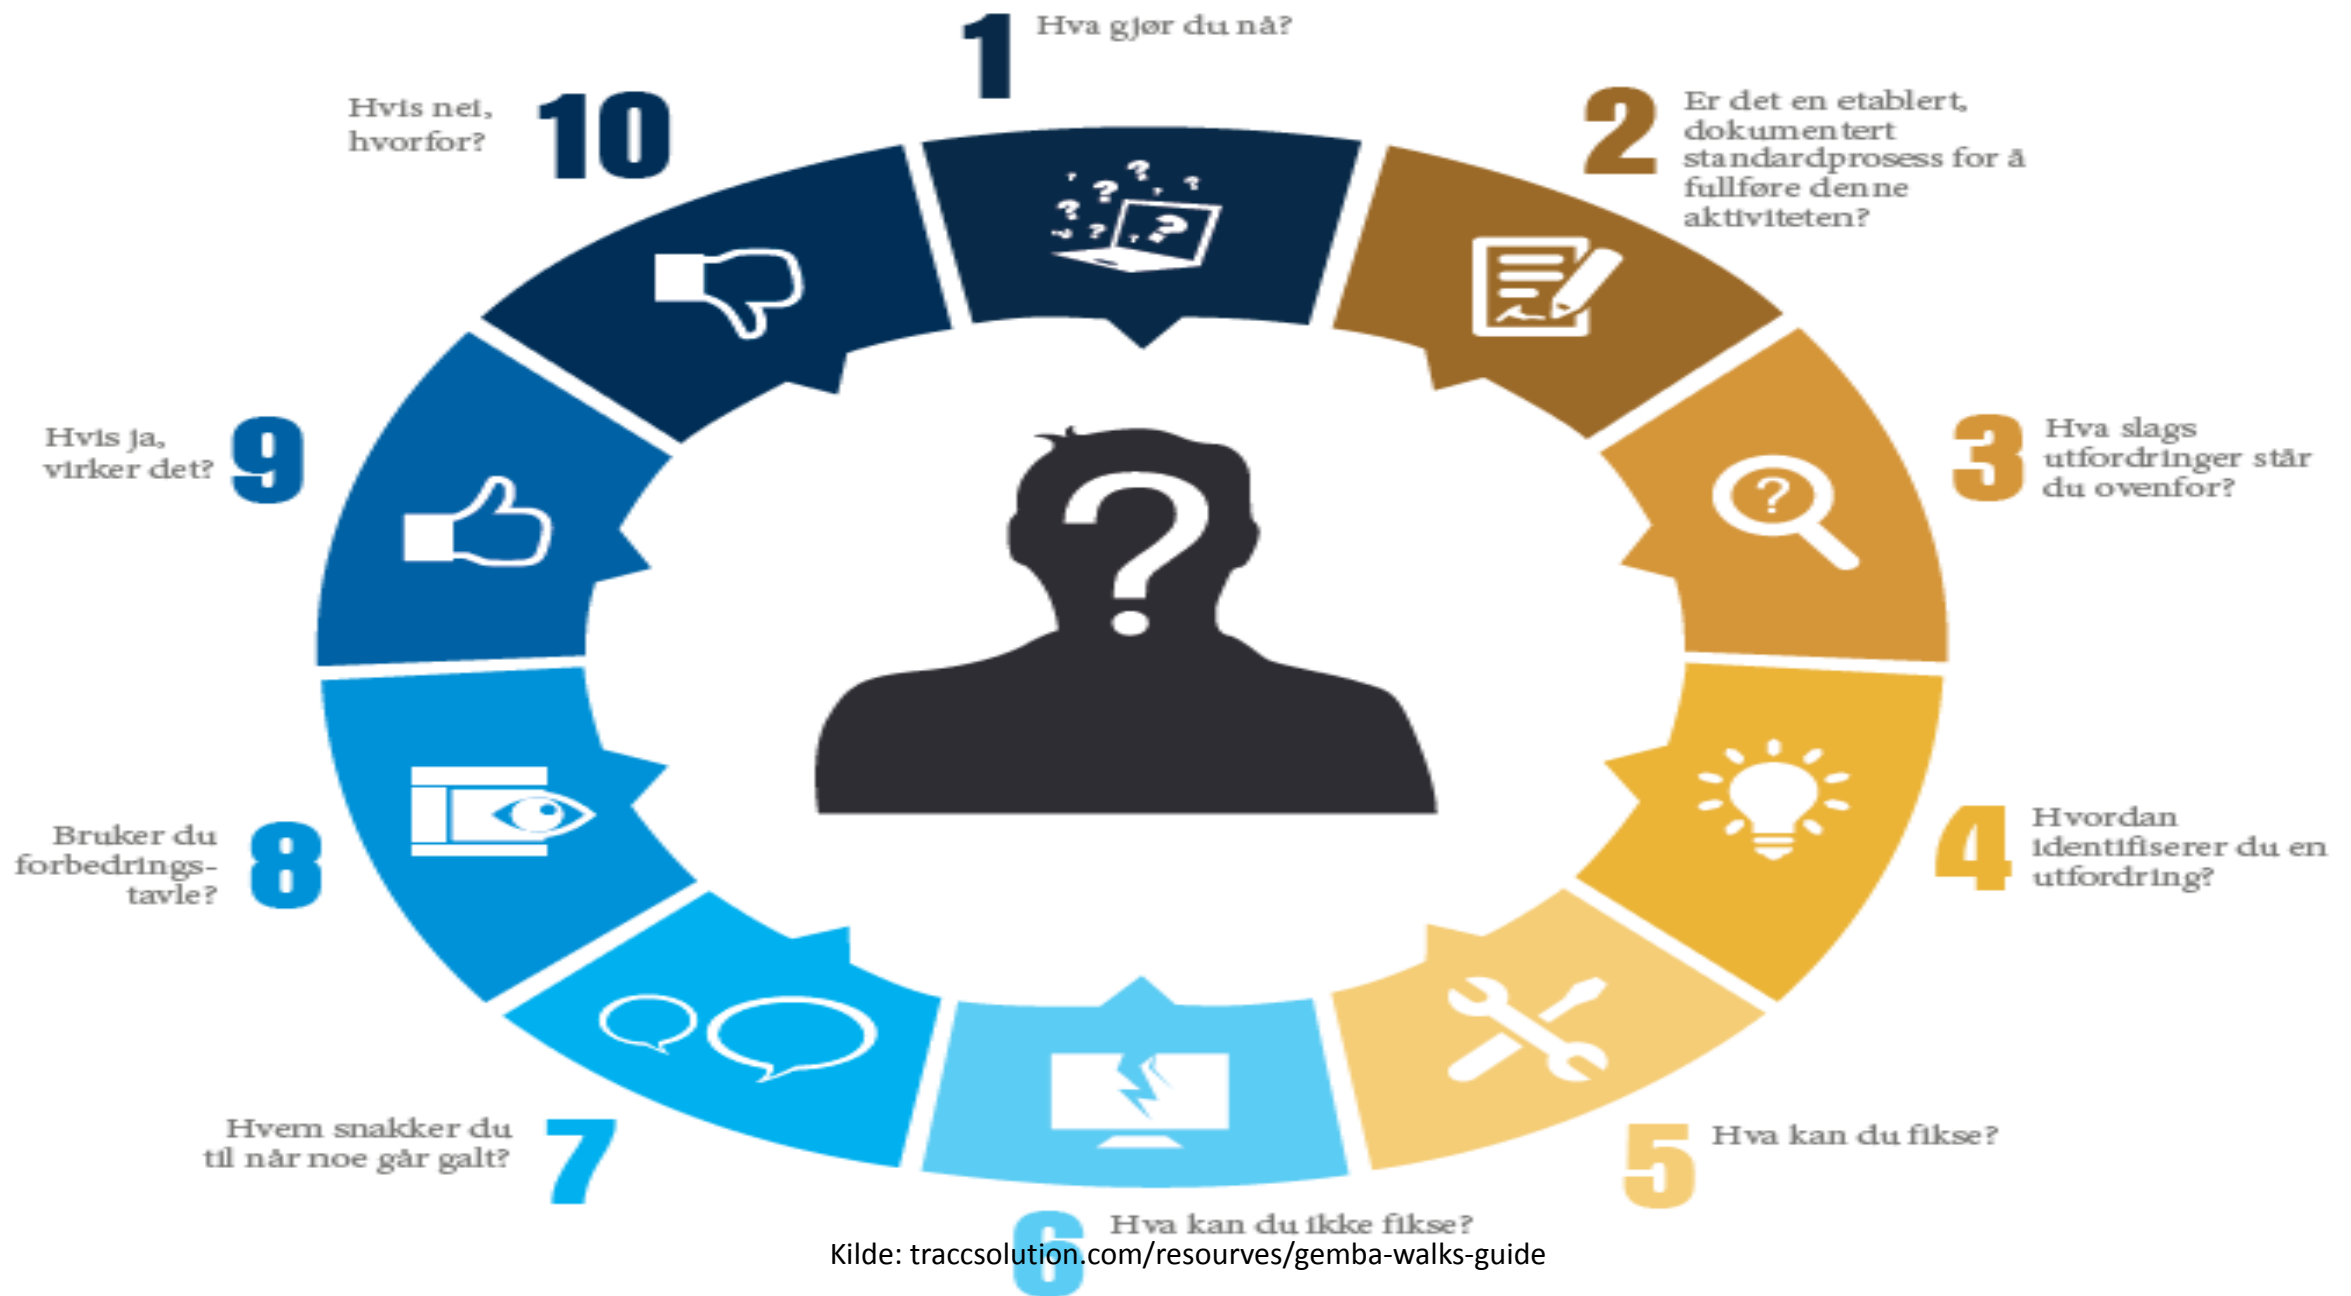 1
Hva gjør du nå?
2
Er det en etablert,
dokumentert
standardprosess for å
fullføre denne
aktiviteten?
3
Hva slags
utfordringer står
du ovenfor?
4
Hvordan
identifiserer du en
utfordring?
5
Hva kan du fikse?
6
Hva kan du ikke fikse?
7
Hvem snakker du
til når noe går galt?
8
Bruker du
forbedrings-
tavle?
9
Hvis ja,
virker det?
10
Hvis nei,
hvorfor?
Kilde: traccsolution.com/resourves/gemba-walks-guide